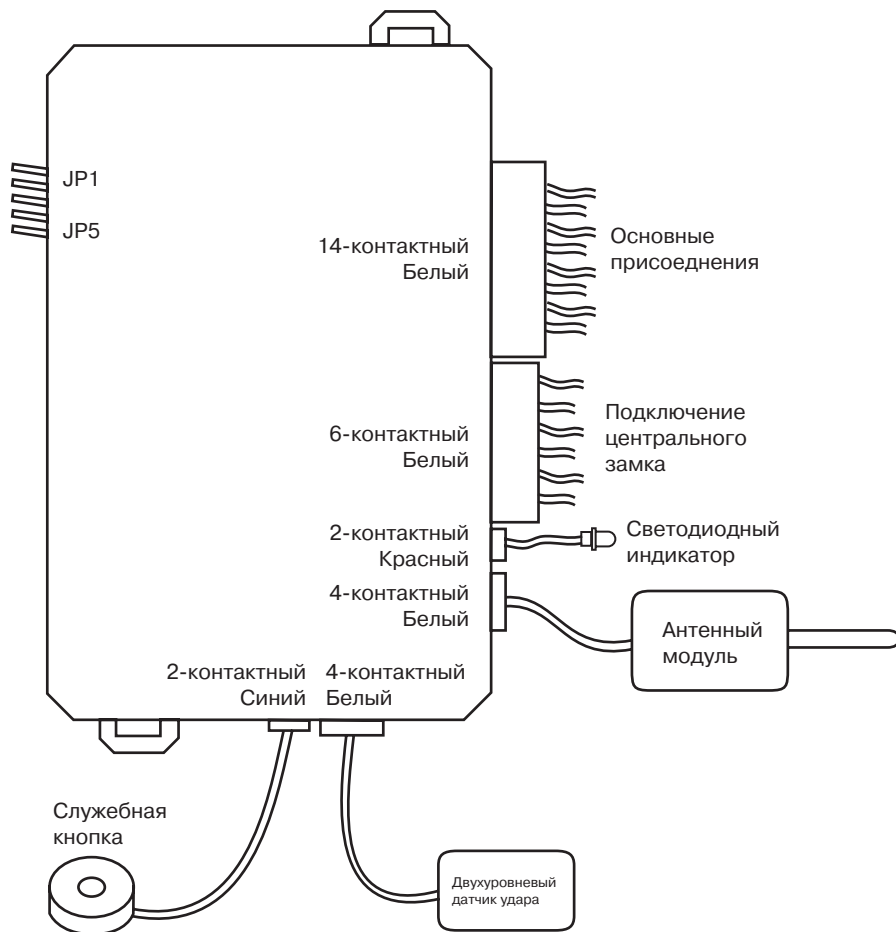 JP1
JP5
14-контактный
Белый
Основные
присоединения
6-контактный
Белый
Подключение
центрального
замка
2-контактный
Красный
Светодиодный
индикатор
4-контактный
Белый
Антенный
модуль
2-контактный
Синий
4-контактный
Белый
Служебная
кнопка
Двухуровневый
датчик удара